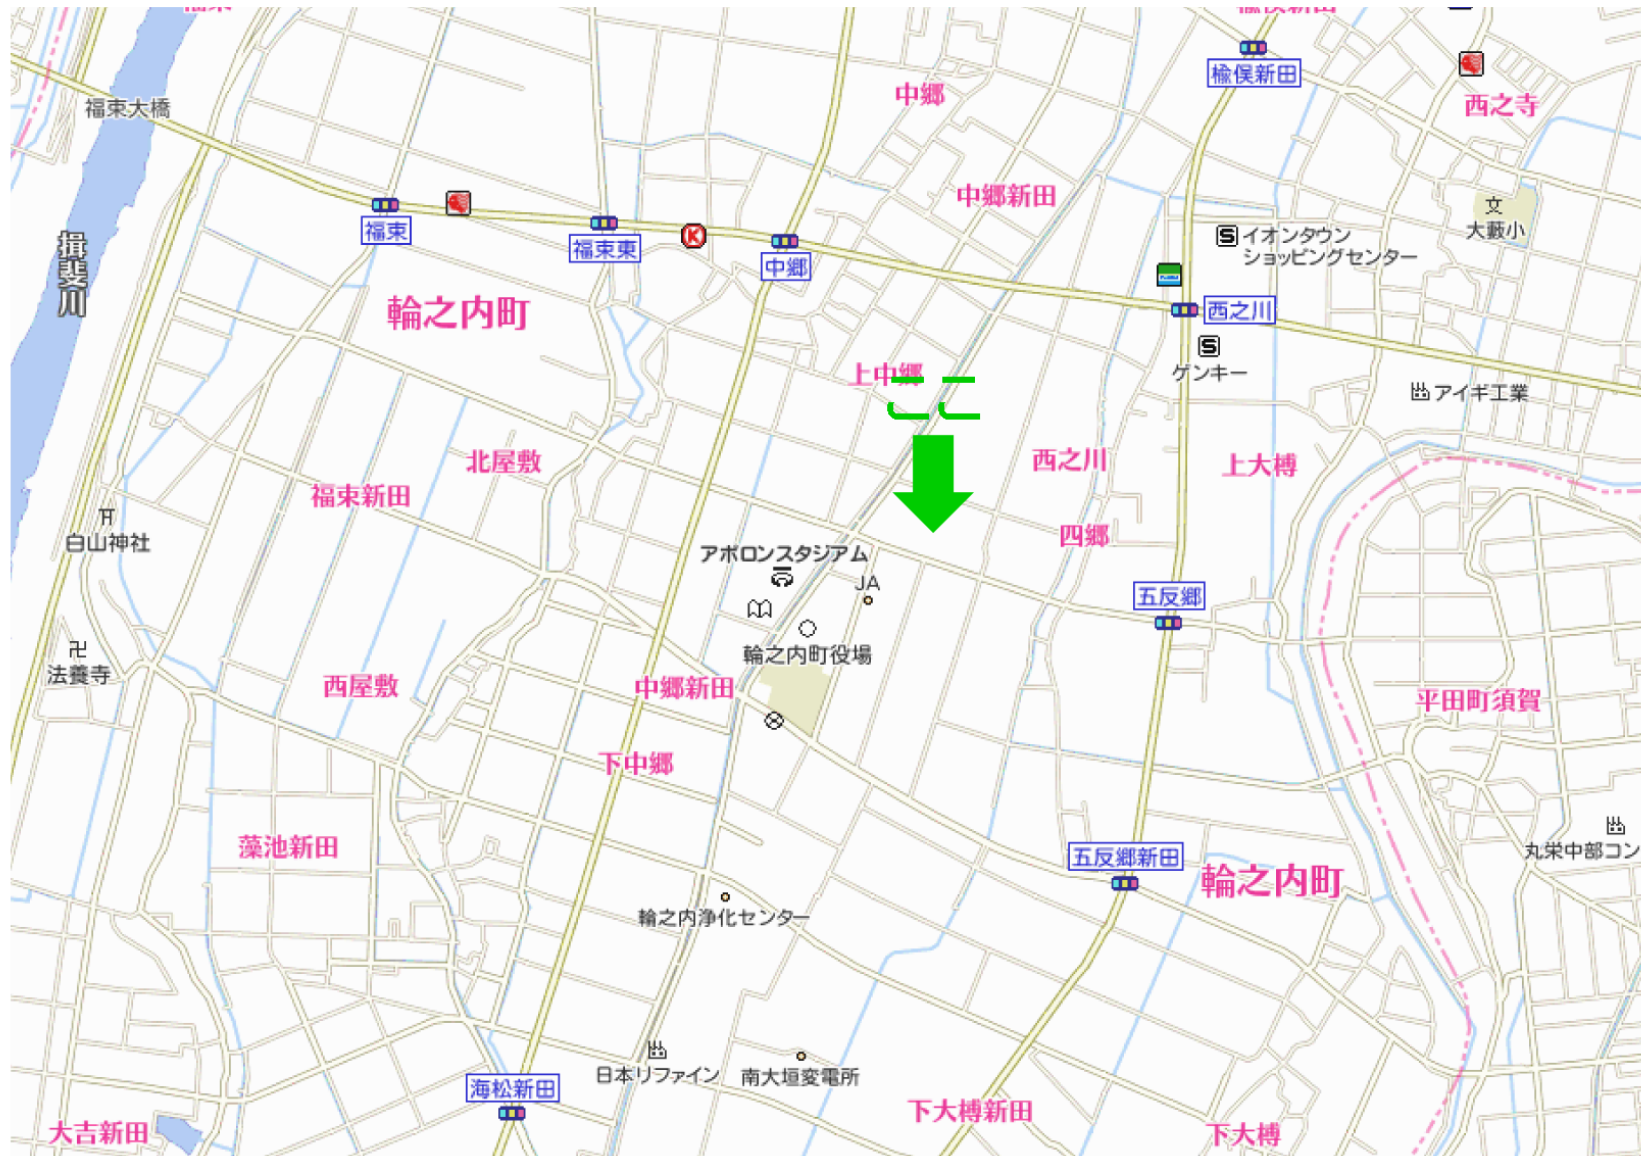 楡俣新田
中郷
西之寺
福束大橋
中郷新田
大藪小
福束
福束東
K
中郷
S
イオンタウン
ショッピングセンター
揖斐川
輪之内町
西之川
S
ゲンキー
上中郷
アイギ工業
北屋敷
西之川
上大榑
福束新田
四郷
白山神社
アポロンスタジアム
JA
五反郷
輪之内町役場
法養寺
西屋敷
中郷新田
平田町須賀
下中郷
藻池新田
五反郷新田
輪之内町
丸栄中部コン
輪之内浄化センター
日本リファイン
南大垣変電所
海松新田
下大榑新田
大吉新田
下大榑